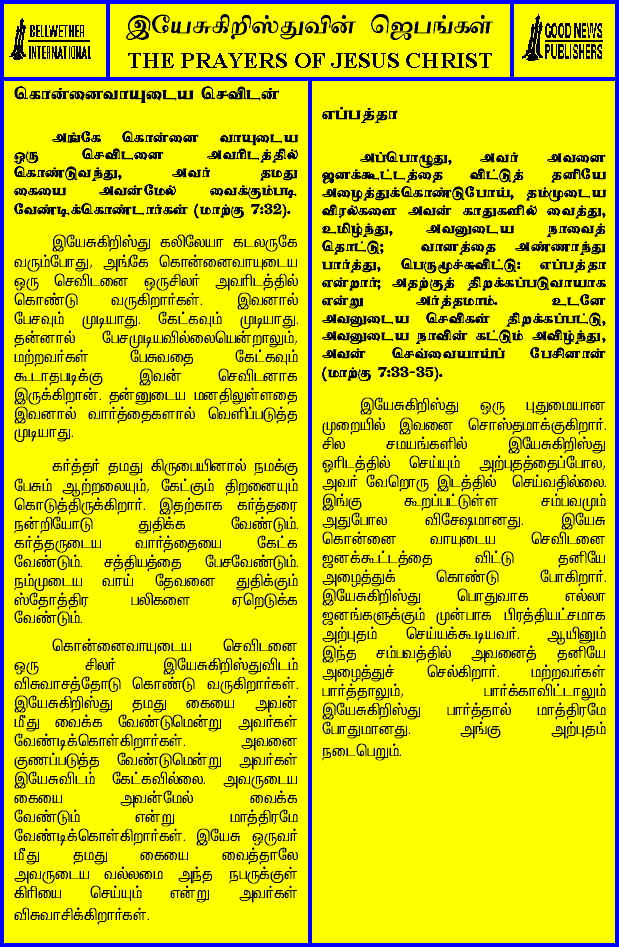 BELLWETHER
INTERNATIONAL
இயேசுகிறிஸ்துவின் ஜெபங்கள்
THE PRAYERS OF JESUS CHRIST
GOOD NEWS
PUBLISHERS
கொன்னைவாயுடைய செவிடன்
அங்கே கொன்னை வாயுடைய
ஒரு செவிடனை அவரிடத்தில்
கொண்டுவந்து, அவர் தமது
கையை அவன்மேல் வைக்கும்படி
வேண்டிக்கொண்டார்கள் (மாற்கு 7:32).
இயேசுகிறிஸ்து கலிலேயா கடலருகே
வரும்போது, அங்கே கொன்னைவாயுடைய
ஒரு செவிடனை ஒருசிலர் அவரிடத்தில்
கொண்டு வருகிறார்கள். இவனால்
பேசவும் முடியாது. கேட்கவும் முடியாது.
தன்னால் பேசமுடியவில்லையென்றாலும்,
மற்றவர்கள் பேசுவதை கேட்கவும்
கூடாதபடிக்கு இவன் செவிடனாக
இருக்கிறான். தன்னுடைய மனதிலுள்ளதை
இவனால் வார்த்தைகளால் வெளிப்படுத்த
முடியாது.
கர்த்தர் தமது கிருபையினால் நமக்கு
பேசும் ஆற்றலையும், கேட்கும் திறனையும்
கொடுத்திருக்கிறார். இதற்காக கர்த்தரை
நன்றியோடு துதிக்க வேண்டும்.
கர்த்தருடைய வார்த்தையை கேட்க
வேண்டும். சத்தியத்தை பேசவேண்டும்.
நம்முடைய வாய் தேவனை துதிக்கும்
ஸ்தோத்திர பலிகளை ஏறெடுக்க
வேண்டும்.
கொன்னைவாயுடைய செவிடனை
ஒரு சிலர் இயேசுகிறிஸ்துவிடம்
விசுவாசத்தோடு கொண்டு வருகிறார்கள்.
இயேசுகிறிஸ்து தமது கையை அவன்
மீது வைக்க வேண்டுமென்று அவர்கள்
வேண்டிக்கொள்கிறார்கள். அவனை
குணப்படுத்த வேண்டுமென்று அவர்கள்
இயேசுவிடம் கேட்கவில்லை. அவருடைய
கையை அவன்மேல் வைக்க
வேண்டும் என்று மாத்திரமே
வேண்டிக்கொள்கிறார்கள். இயேசு ஒருவர்
மீது தமது கையை வைத்தாலே
அவருடைய வல்லமை அந்த நபருக்குள்
கிரியை செய்யும் என்று அவர்கள்
விசுவாசிக்கிறார்கள்.
எப்பத்தா
அப்பொழுது, அவர் அவனை
ஜனக்கூட்டத்தை விட்டுத் தனியே
அழைத்துக்கொண்டுபோய், தம்முடைய
விரல்களை அவன் காதுகளில் வைத்து,
உமிழ்ந்து, அவனுடைய நாவைத்
தொட்டு; வானத்தை அண்ணாந்து
பார்த்து, பெருமூச்சுவிட்டு: எப்பத்தா
என்றார்; அதற்குத் திறக்கப்படுவாயாக
என்று அர்த்தமாம். உடனே
அவனுடைய செவிகள் திறக்கப்பட்டு,
அவனுடைய நாவின் கட்டும் அவிழ்ந்து,
அவன் செவ்வையாய்ப் பேசினான்
(மாற்கு 7:33-35).
இயேசுகிறிஸ்து ஒரு புதுமையான
முறையில் இவனை சொஸ்தமாக்குகிறார்.
சில சமயங்களில் இயேசுகிறிஸ்து
ஓரிடத்தில் செய்யும் அற்புதத்தைப்போல,
அவர் வேறொரு இடத்தில் செய்வதில்லை.
இங்கு கூறப்பட்டுள்ள சம்பவமும்
அதுபோல விசேஷமானது. இயேசு
கொன்னை வாயுடைய செவிடனை
ஜனக்கூட்டத்தை விட்டு தனியே
அழைத்துக் கொண்டு போகிறார்.
இயேசுகிறிஸ்து பொதுவாக எல்லா
ஜனங்களுக்கும் முன்பாக பிரத்தியட்சமாக
அற்புதம் செய்யக்கூடியவர். ஆயினும்
இந்த சம்பவத்தில் அவனைத் தனியே
அழைத்துச் செல்கிறார். மற்றவர்கள்
பார்த்தாலும், பார்க்காவிட்டாலும்
இயேசுகிறிஸ்து பார்த்தால் மாத்திரமே
போதுமானது. அங்கு அற்புதம்
நடைபெறும்.